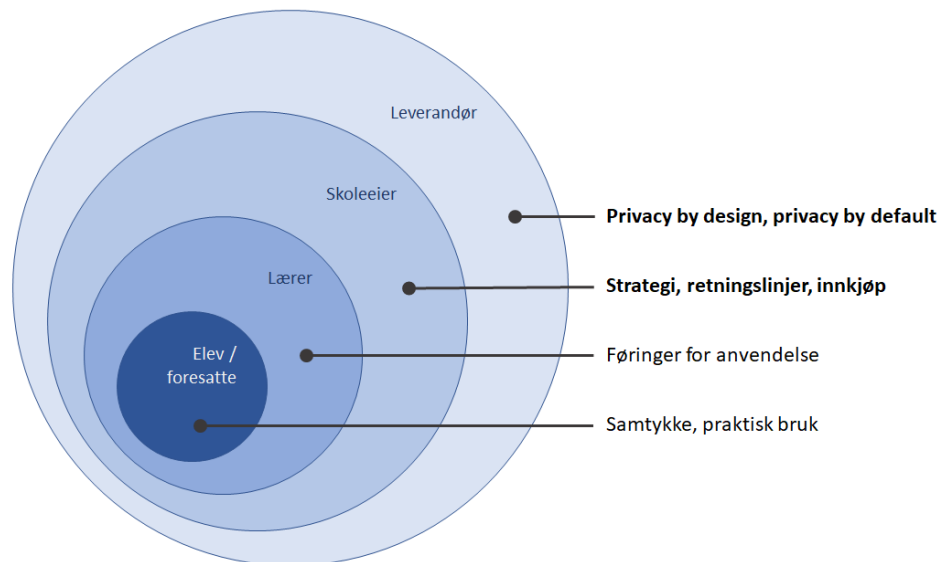 Leverandør
Skoleeier
Privacy by design, privacy by default
Lærer
Strategi, retningslinjer, innkjøp
Elev /
foresatte
Føringer for anvendelse
Samtykke, praktisk bruk